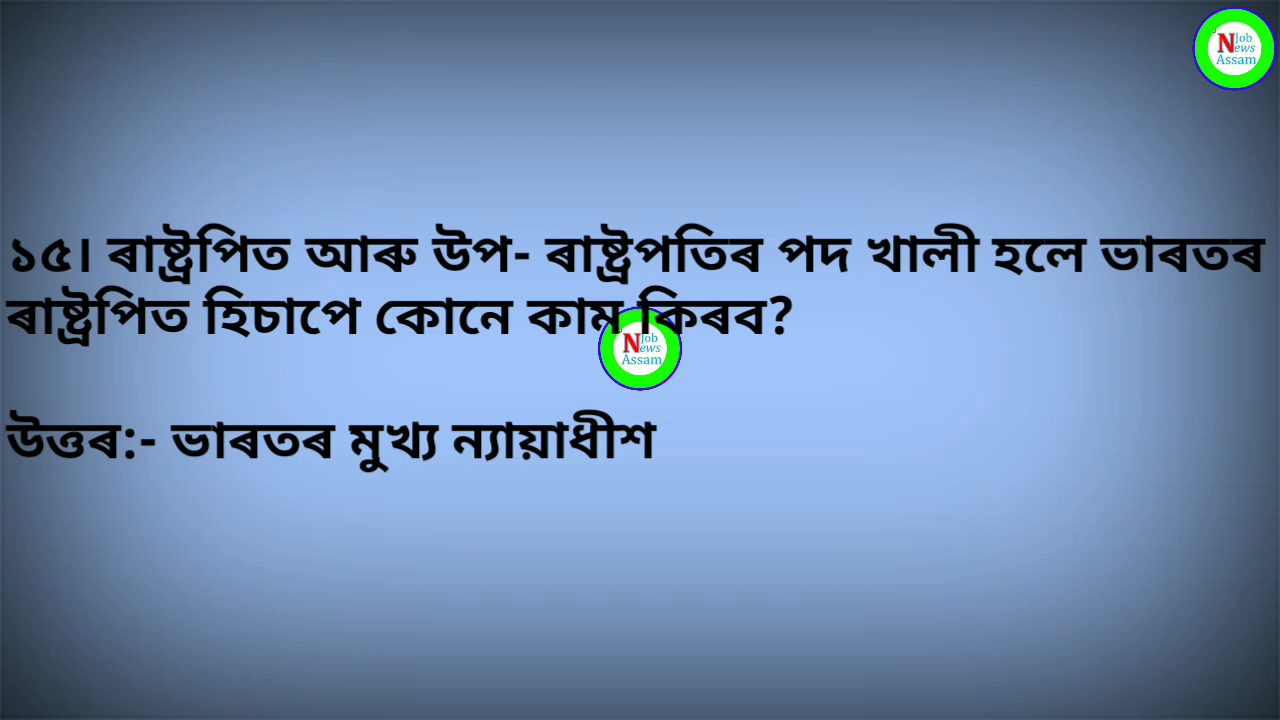 Job
News
Assam
১৫। ৰাষ্ট্ৰপিত আৰু উপ- ৰাষ্ট্ৰপতিৰ পদ খালী হলে ভাৰতৰ
ৰাষ্ট্ৰপিত হিচাপে কোনে কাম কিৰব?
Job
News
Assam
উত্তৰ:- ভাৰতৰ মুখ্য ন্যায়াধীশ